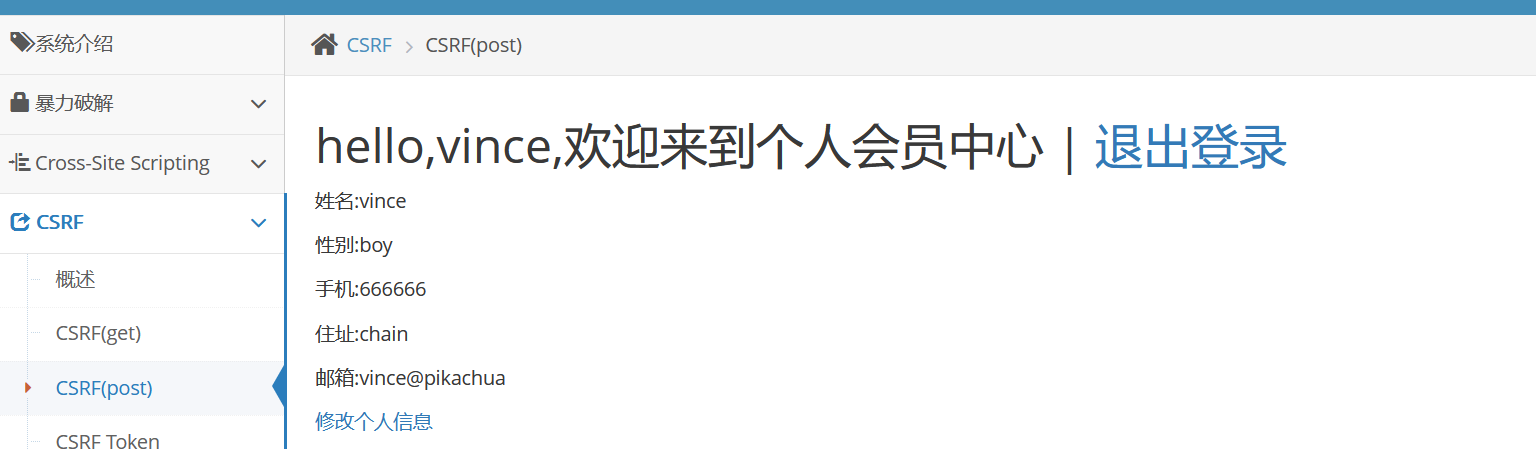 系统介绍
暴力破解
Cross-Site Scripting
CSRF
概述
CSRF(get)
CSRF(post)
CSRF Token
CSRF > CSRF(post)
hello,vince,欢迎来到个人会员中心 | 退出登录
姓名:vince
性别:boy
手机:666666
住址:chain
邮箱:vince@pikachua
修改个人信息